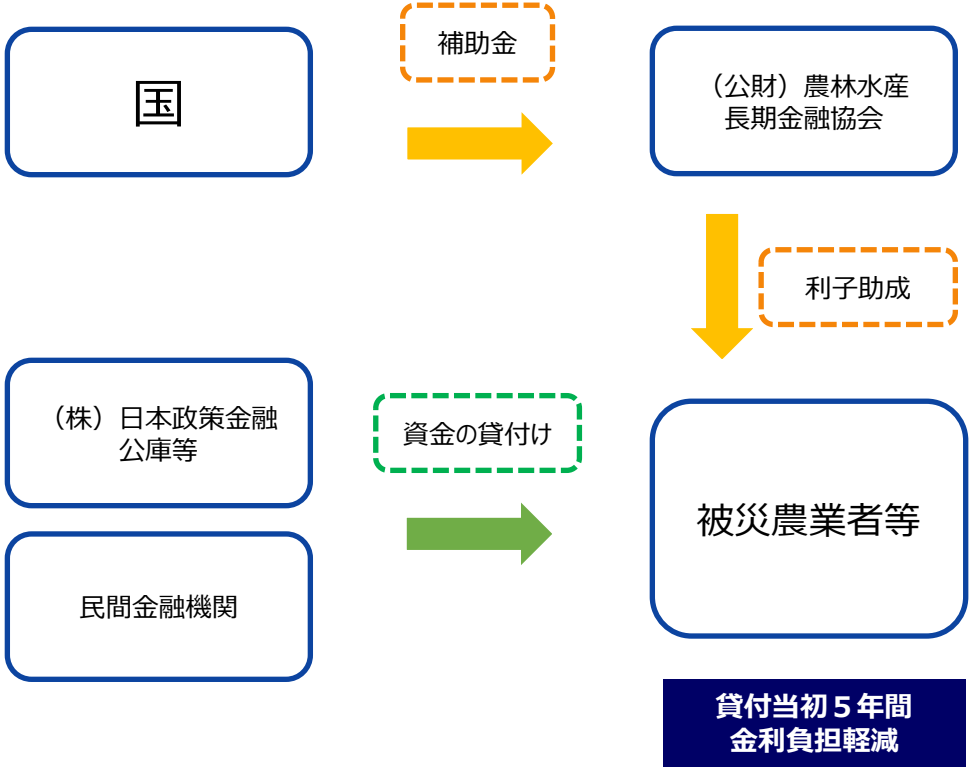 補助金
国
（公財）農林水産
長期金融協会
利子助成
（株）日本政策金融
公庫等
資金の貸付け
被災農業者等
民間金融機関
貸付当初５年間
金利負担軽減